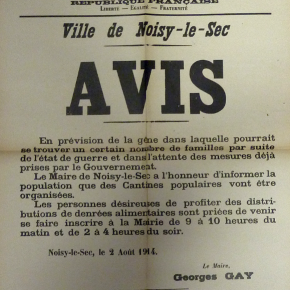 RÉPUBLIQUE FRANÇAISE
LIBERTÉ — ÉGALITÉ — FRATERNITÉ
Ville de Noisy-le-Sec
AVIS
En prévision de la gêne dans laquelle pourrait
se trouver un certain nombre de familles par suite
de l'état de guerre et dans l'attente des mesures déjà
prises par le Gouvernement.
Le Maire de Noisy-le-Sec a l'honneur d'informer la
population que des Cantines populaires vont être
organisées.
Les personnes désireuses de profiter des distri-
butions de denrées alimentaires sont priées de venir
se faire inscrire à la Mairie de 9 à 10 heures du
matin et de 2 à 4 heures du soir.
Noisy-le-Sec, le 2 Août 1914.
Le Maire,
Georges GAY